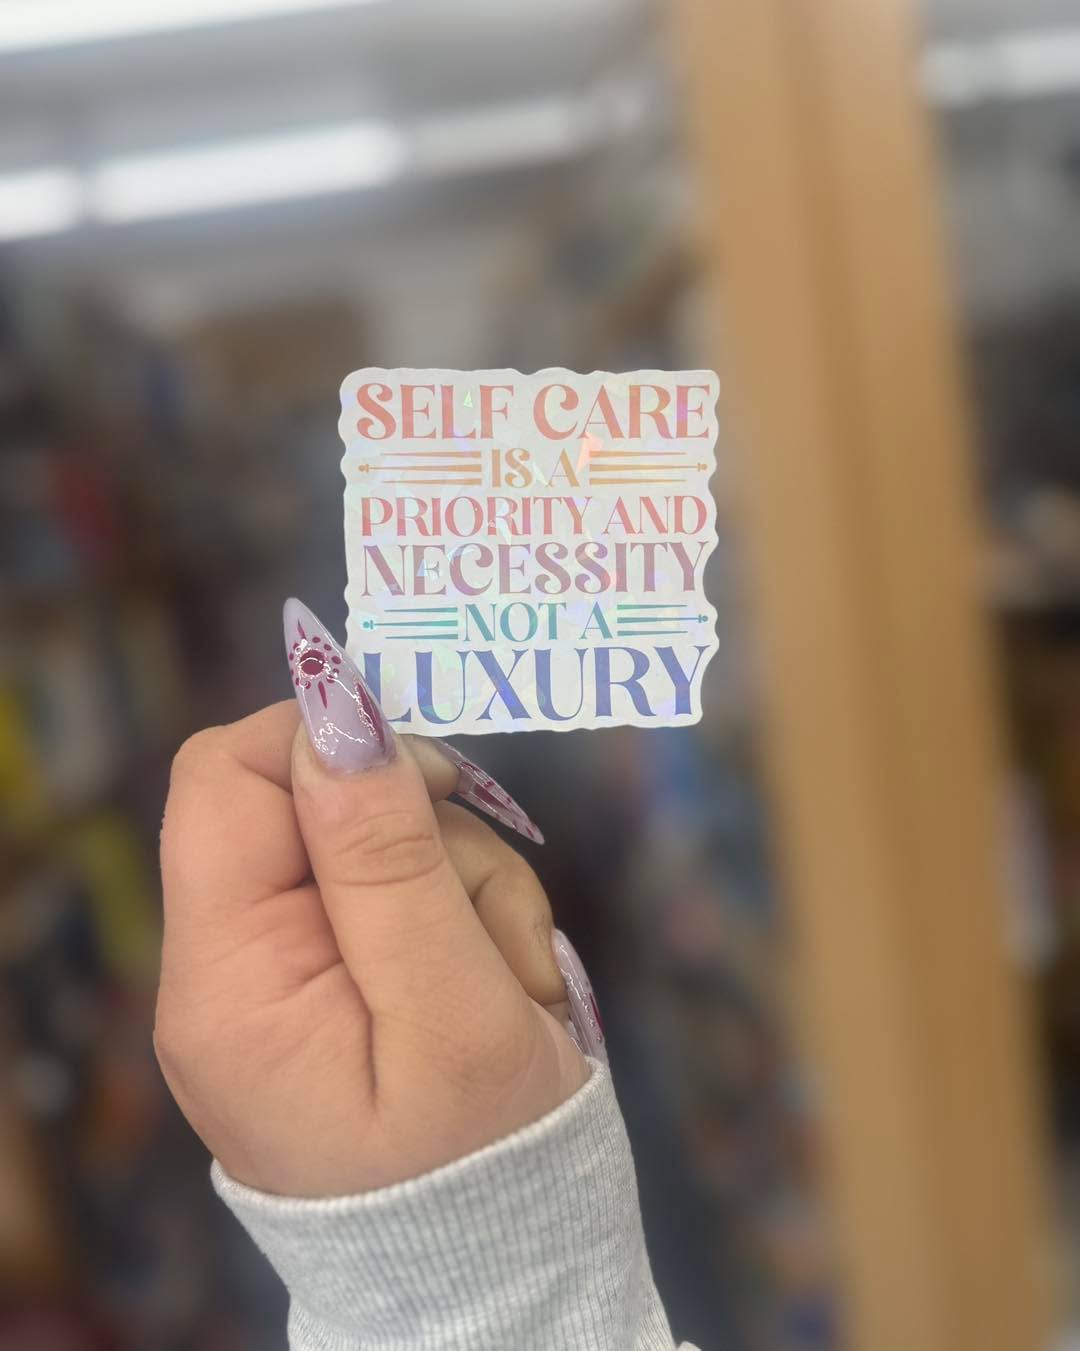 SELF CARE
IS A
PRIORITY AND
NECESSITY
NOT A
LUXURY